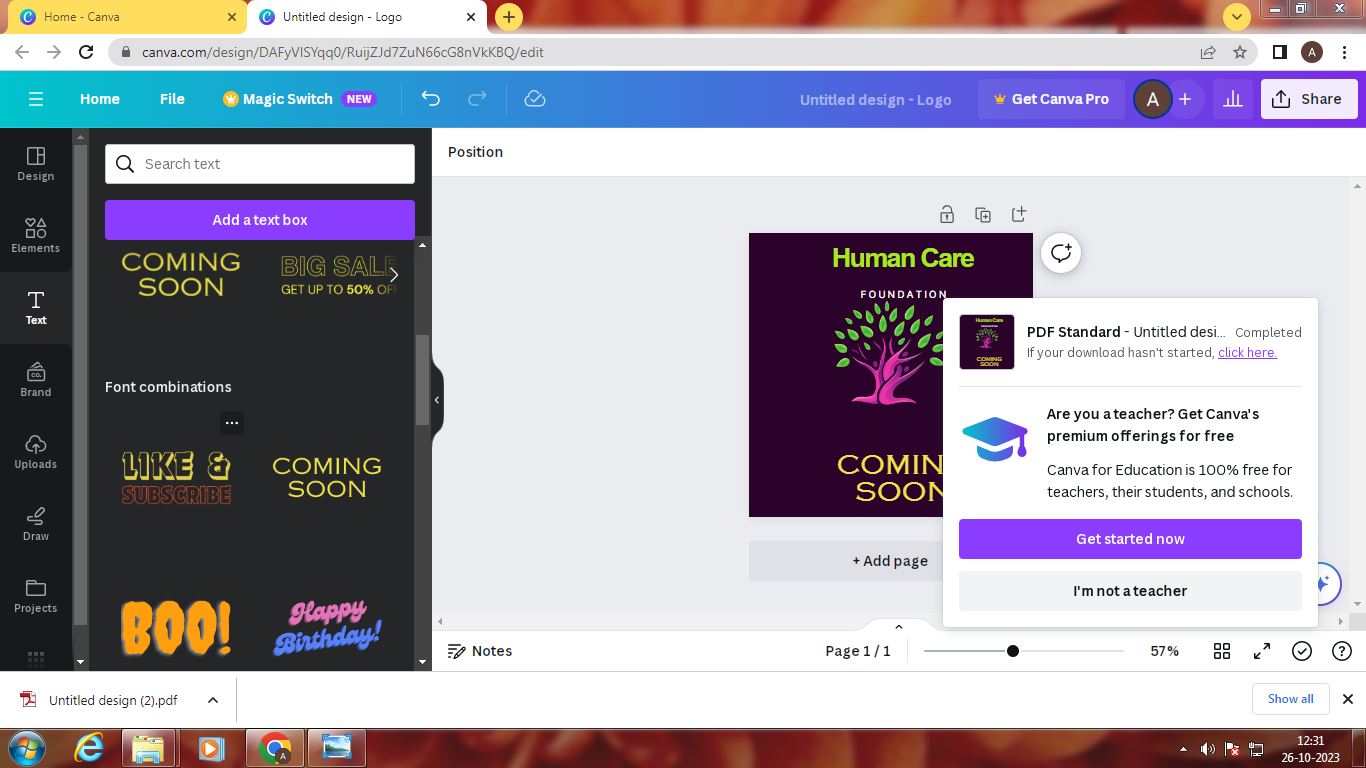 Home - Canva
Untitled design - Logo
canva.com/design/DAFyVISYqq0/RuijZJd7ZuN66cG8nVkKBQ/edit
A
Home
File
Magic Switch
NEW
Untitled design - Logo
Get Canva Pro
A
Share
Design
Elements
Text
Brand
Uploads
Draw
Projects
Search text
Add a text box
COMING
SOON
BIG SALE
GET UP TO 50% OFF
Font combinations
LIKE &
SUBSCRIBE
COMING
SOON
BOO!
Happy
Birthday!
Position
Human Care
FOUNDATION
COMIN
SOON
+ Add page
Human Care
COMING
SOON
PDF Standard - Untitled desi...
Completed
If your download hasn't started, click here.
Are you a teacher? Get Canva's
premium offerings for free
Canva for Education is 100% free for
teachers, their students, and schools.
Get started now
I'm not a teacher
Notes
Page 1 / 1
57%
Untitled design (2).pdf
Show all
A
12:31
26-10-2023